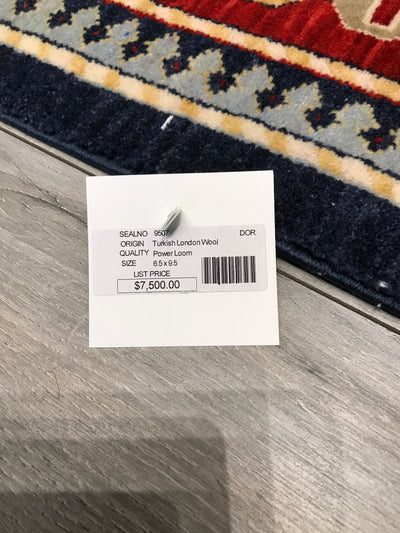 SEALNO 9507 DOR
ORIGIN Turkish London Wool
QUALITY Power Loom
SIZE 6.5 x 9.5
LIST PRICE
$7,500.00